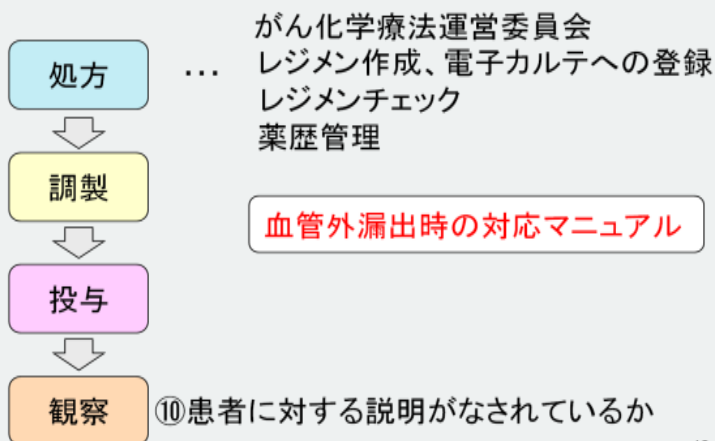 がん化学療法運営委員会
処方 … レジメン作成、電子カルテへの登録
レジメンチェック
薬歴管理
調製
血管外漏出時の対応マニュアル
投与
観察 ⑩患者に対する説明がなされているか